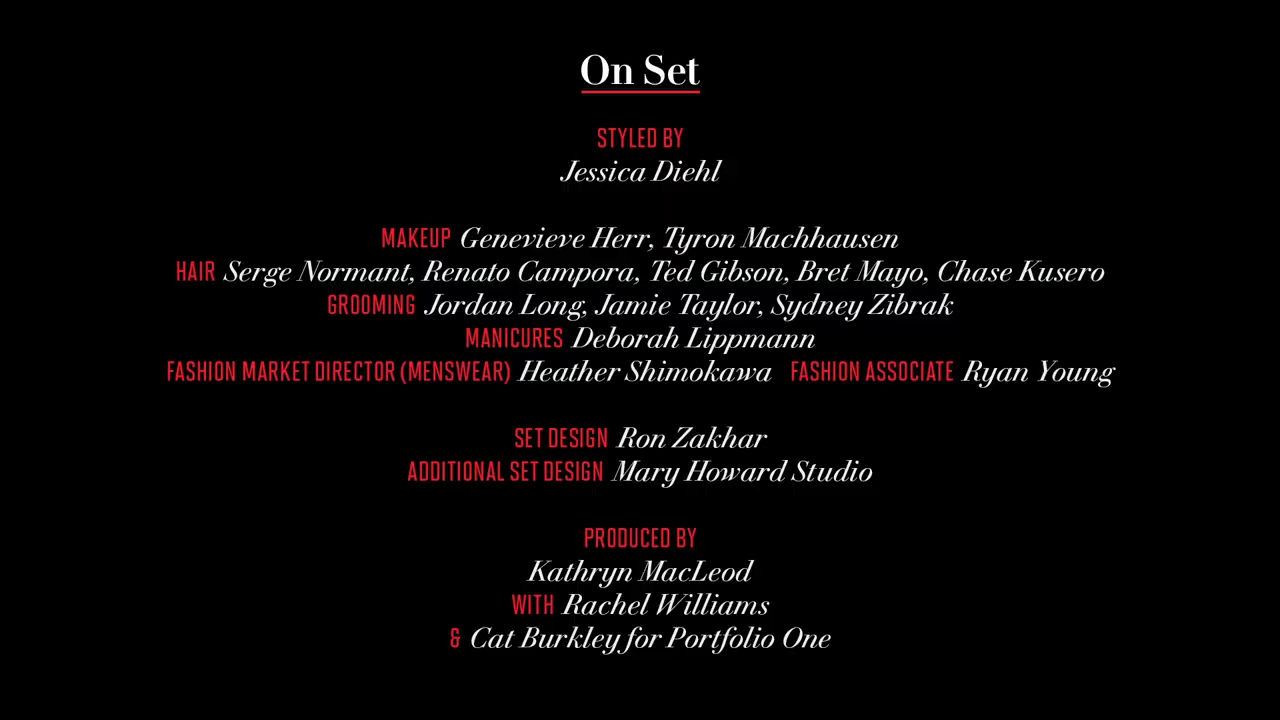 On Set
STYLED BY
Jessica Diehl
MAKEUP Genevieve Herr, Tyron Machhausen
HAIR Serge Normant, Renato Campora, Ted Gibson, Bret Mayo, Chase Kusero
GROOMING Jordan Long, Jamie Taylor, Sydney Zibrak
MANICURES Deborah Lippmann
FASHION MARKET DIRECTOR (MENSWEAR) Heather Shimokawa FASHION ASSOCIATE Ryan Young
SET DESIGN Ron Zakhar
ADDITIONAL SET DESIGN Mary Howard Studio
PRODUCED BY
Kathryn MacLeod
WITH Rachel Williams
& Cat Burkley for Portfolio One